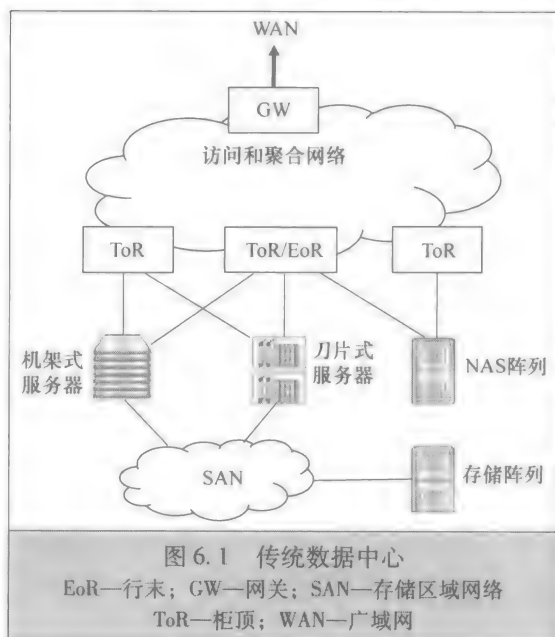 WAN
GW
访问和聚合网络
ToR
ToR/EoR
ToR
机架式
服务器
刀片式
服务器
NAS阵列
SAN
存储阵列
图 6.1 传统数据中心
EoR—行末；GW—网关；SAN—存储区域网络
ToR—柜顶；WAN—广域网